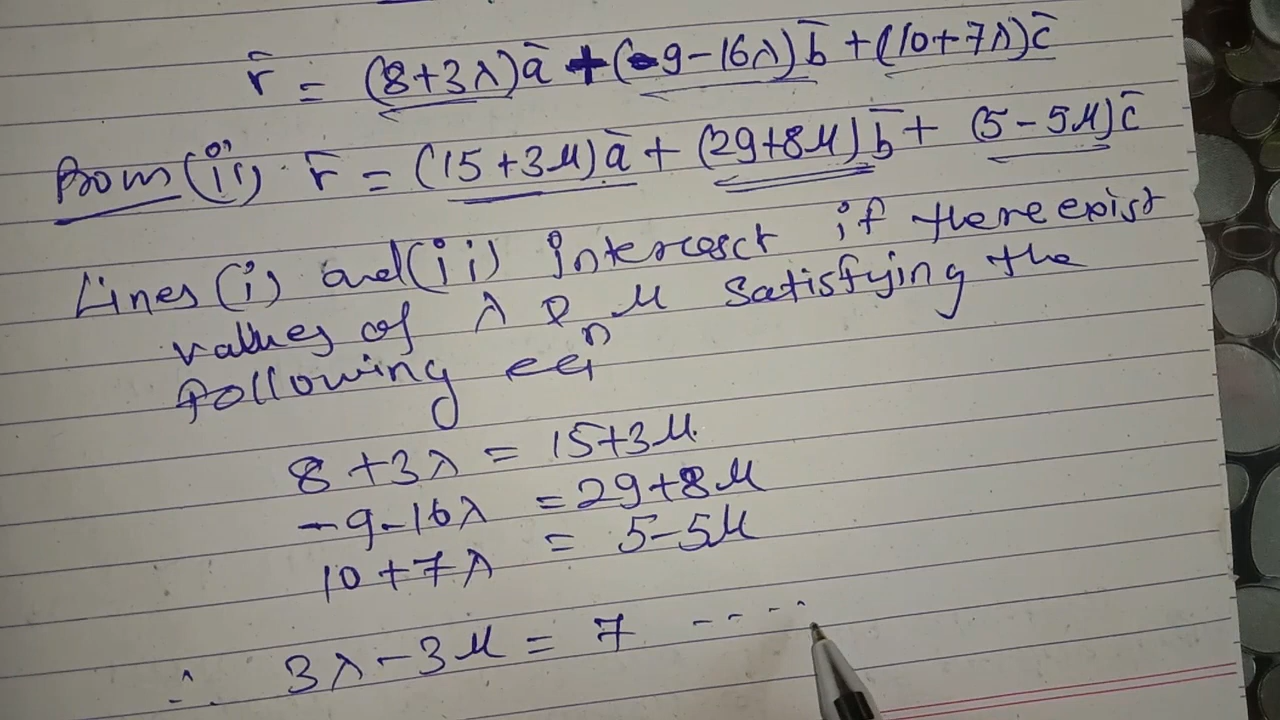 r̄ = (8+3λ)ā + (-9-16λ)b̄ + (10+7λ)c̄
From (ii) r̄ = (15+3μ)ā + (29+8μ)b̄ + (5-5μ)c̄
Lines (i) and (ii) intersect if there exist
values of λ & μ satisfying the
following eqⁿ
8+3λ = 15+3μ
-9-16λ = 29+8μ
10+7λ = 5-5μ
∴ 3λ-3μ = 7 -----